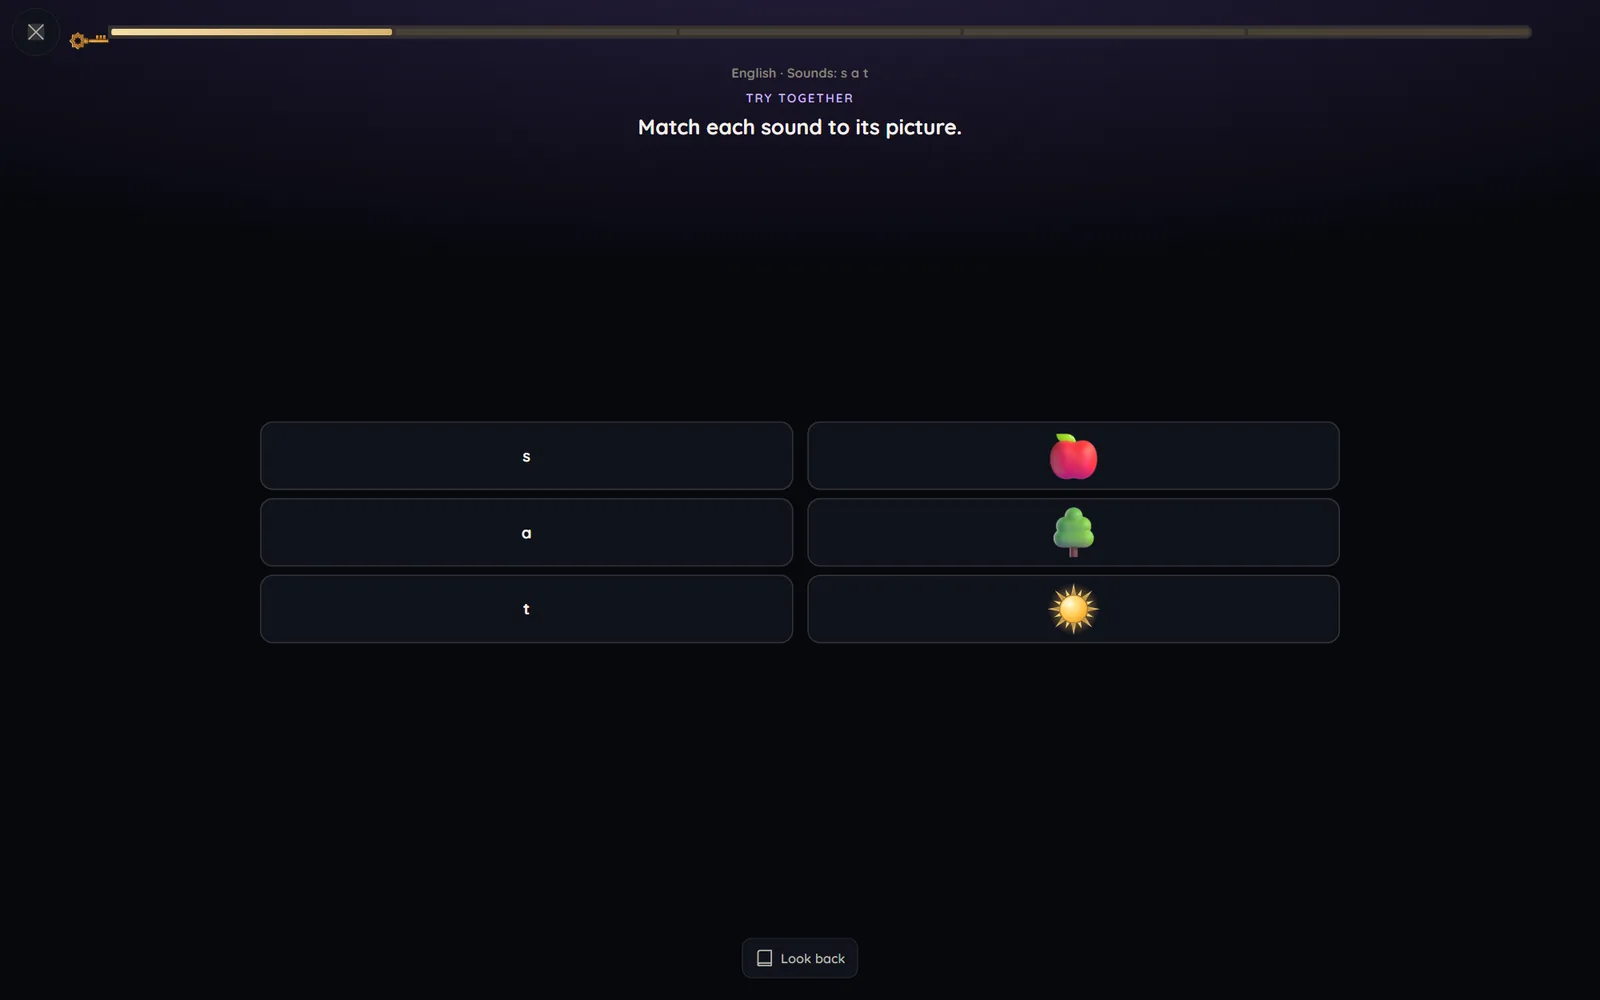 English · Sounds: s a t
TRY TOGETHER
Match each sound to its picture.
s
a
t
Look back